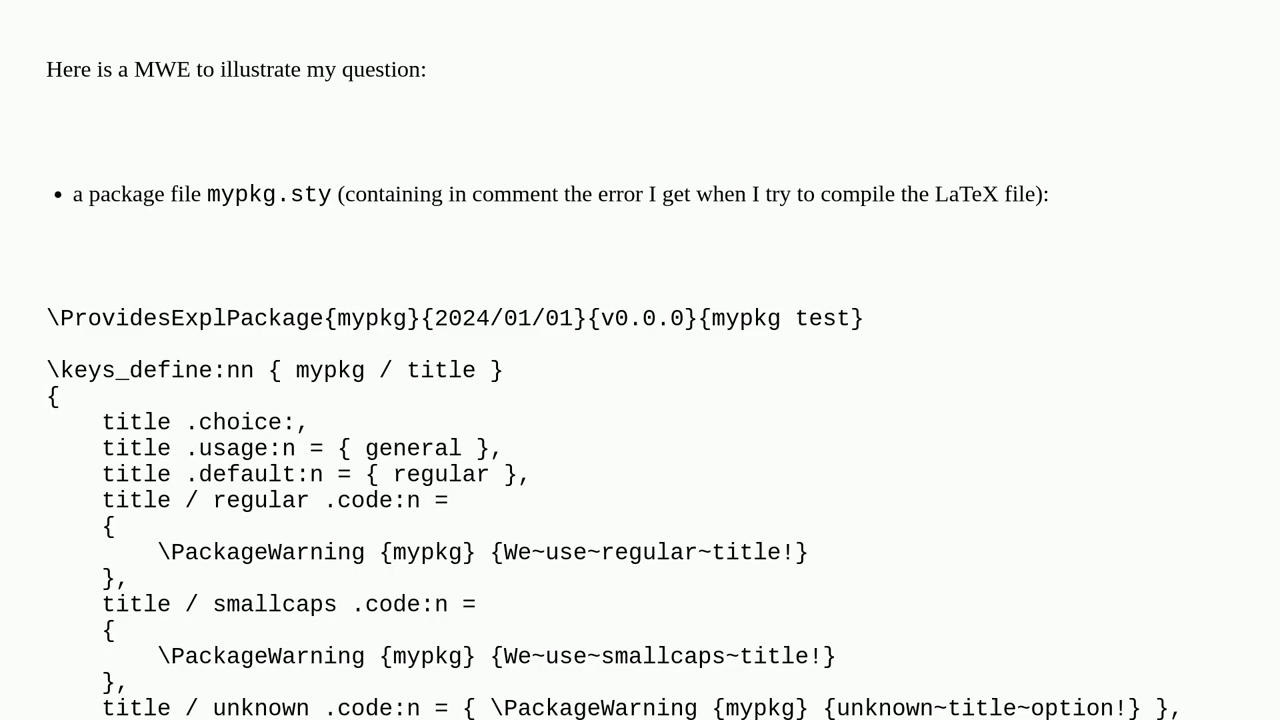 Here is a MWE to illustrate my question:
• a package file mypkg.sty (containing in comment the error I get when I try to compile the LaTeX file):
\ProvidesExplPackage{mypkg}{2024/01/01}{v0.0.0}{mypkg test}
\keys_define:nn { mypkg / title }
{
    title .choice:,
    title .usage:n = { general },
    title .default:n = { regular },
    title / regular .code:n =
    {
        \PackageWarning {mypkg} {We~use~regular~title!}
    },
    title / smallcaps .code:n =
    {
        \PackageWarning {mypkg} {We~use~smallcaps~title!}
    },
    title / unknown .code:n = { \PackageWarning {mypkg} {unknown~title~option!} },